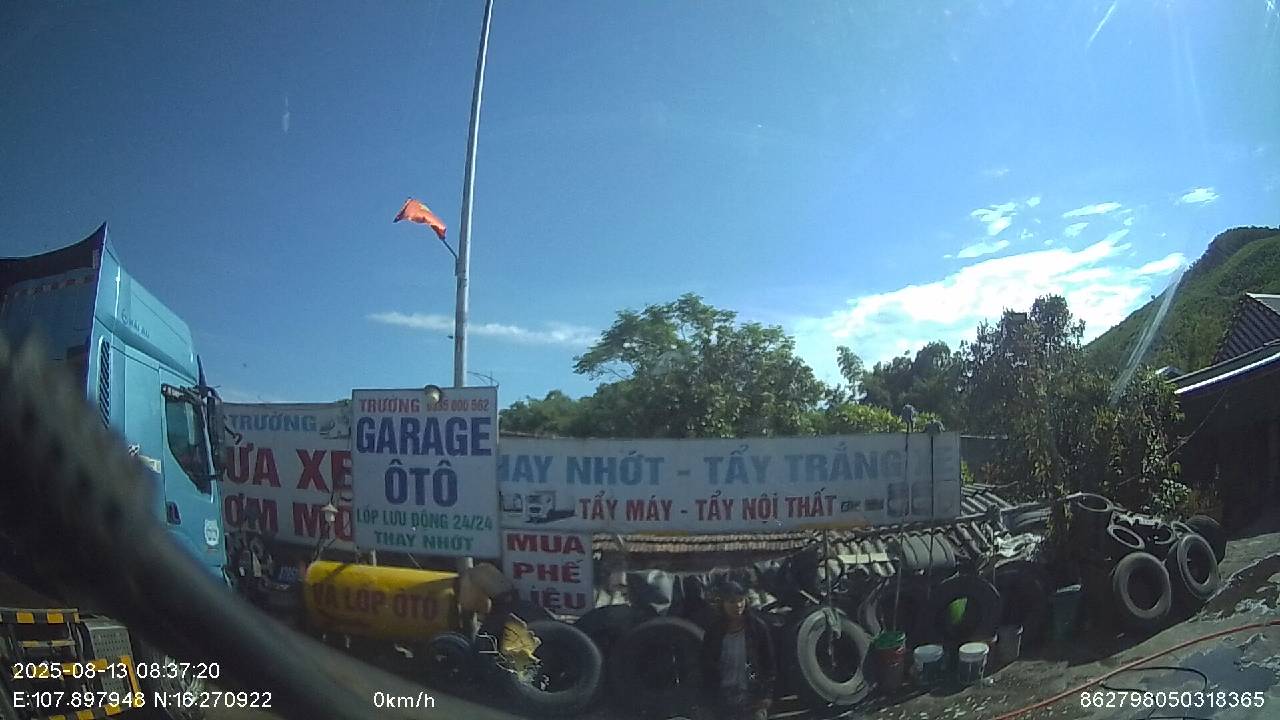 TRƯỜNG
ỬA XE
ƠM MỠ
TRƯỜNG
GARAGE
ÔTÔ
LỐP LƯU ĐỘNG 24/24
THAY NHỚT
HAY NHỚT - TẨY TRẮNG
TẨY MÁY - TẨY NỘI THẤT
MUA
PHẾ
LIỆU
VÁ LỐP ÔTÔ
2025-08-13 08:37:20
E:107.897948 N:16.270922
0km/h
862798050318365